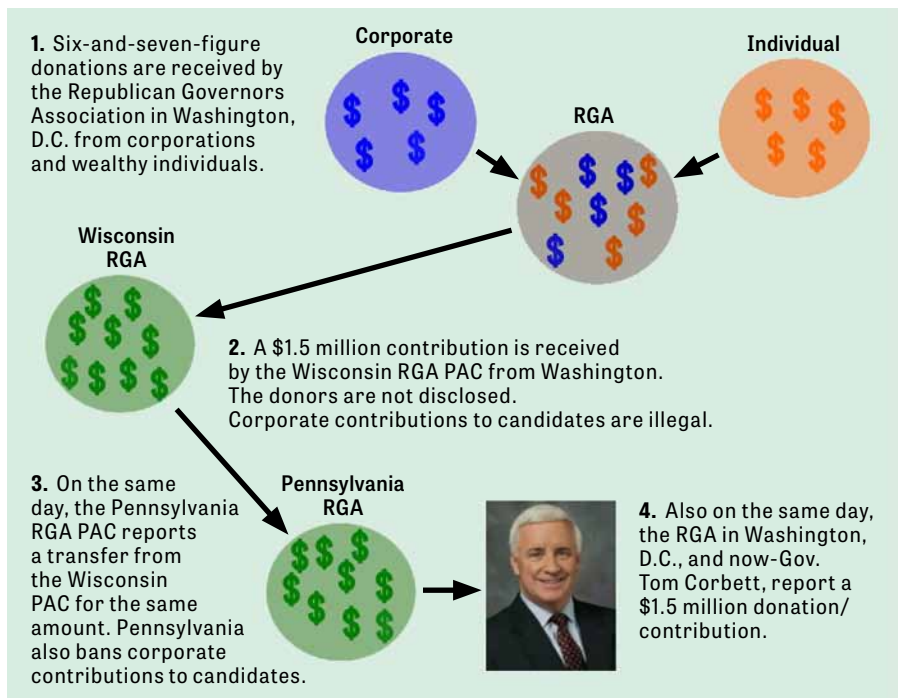 1. Six-and-seven-figure
donations are received by
the Republican Governors
Association in Washington,
D.C. from corporations
and wealthy individuals.
Corporate
Individual
RGA
Wisconsin
RGA
2. A $1.5 million contribution is received
by the Wisconsin RGA PAC from Washington.
The donors are not disclosed.
Corporate contributions to candidates are illegal.
3. On the same
day, the Pennsylvania
RGA PAC reports
a transfer from
the Wisconsin
PAC for the same
amount. Pennsylvania
also bans corporate
contributions to candidates.
Pennsylvania
RGA
4. Also on the same day,
the RGA in Washington,
D.C., and now-Gov.
Tom Corbett, report a
$1.5 million donation/
contribution.